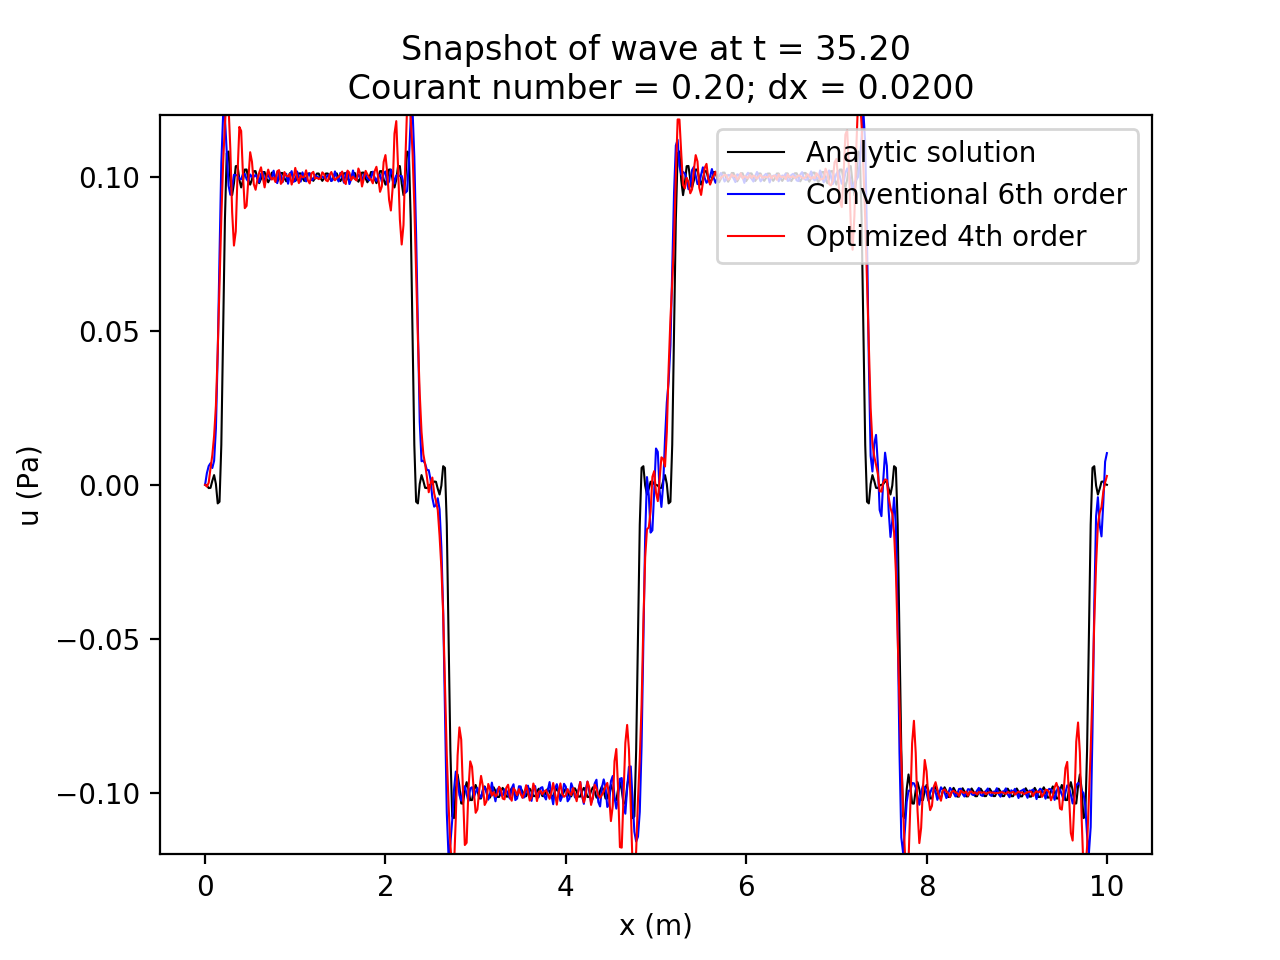 Snapshot of wave at t = 35.20
Courant number = 0.20; dx = 0.0200
Analytic solution
Conventional 6th order
Optimized 4th order
u (Pa)
0.10
0.05
0.00
−0.05
−0.10
0 2 4 6 8 10
x (m)